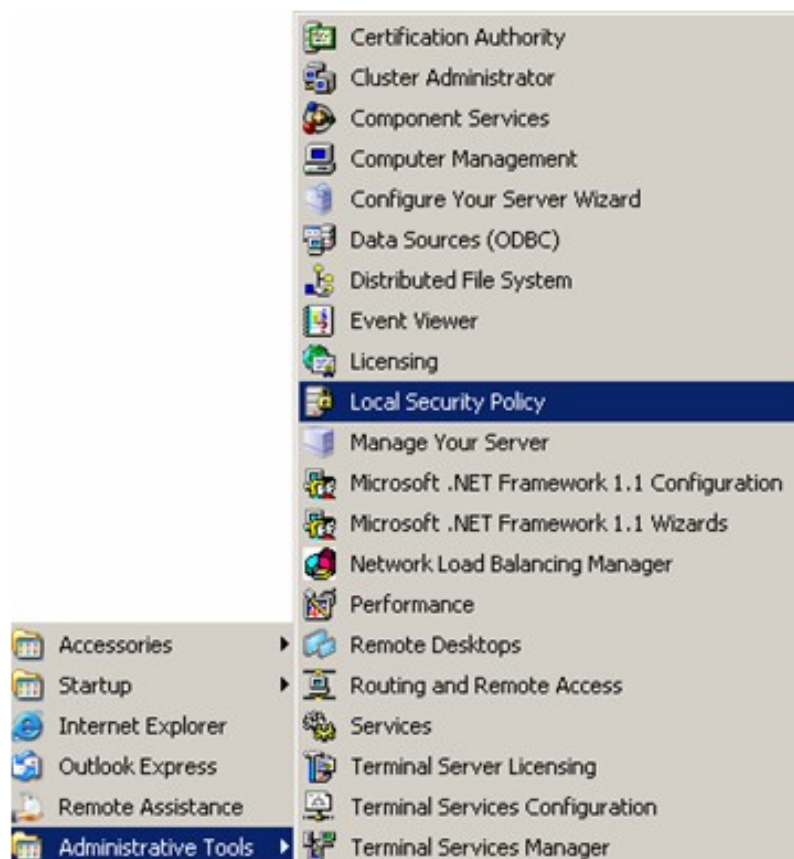 Certification Authority
Cluster Administrator
Component Services
Computer Management
Configure Your Server Wizard
Data Sources (ODBC)
Distributed File System
Event Viewer
Licensing
Local Security Policy
Manage Your Server
Microsoft .NET Framework 1.1 Configuration
Microsoft .NET Framework 1.1 Wizards
Network Load Balancing Manager
Performance
Remote Desktops
Routing and Remote Access
Services
Terminal Server Licensing
Terminal Services Configuration
Terminal Services Manager
Accessories
Startup
Internet Explorer
Outlook Express
Remote Assistance
Administrative Tools